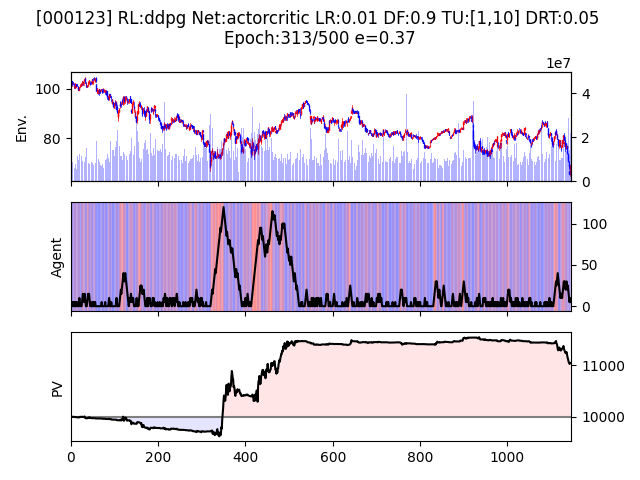 [000123] RL:ddpg Net:actorcritic LR:0.01 DF:0.9 TU:[1,10] DRT:0.05
Epoch:313/500 e=0.37
1e7
100
80
Env.
4
2
0
Agent
100
50
0
PV
11000
10000
0 200 400 600 800 1000